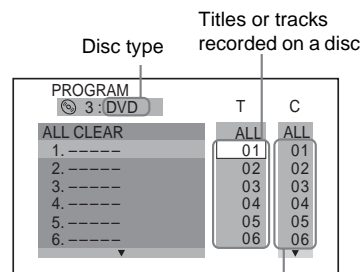 Titles or tracks
Disc type recorded on a disc
PROGRAM
3 : DVD T C
ALL CLEAR ALL ALL
1. – – – – – 01 01
2. – – – – – 02 02
3. – – – – – 03 03
4. – – – – – 04 04
5. – – – – – 05 05
6. – – – – – 06 06